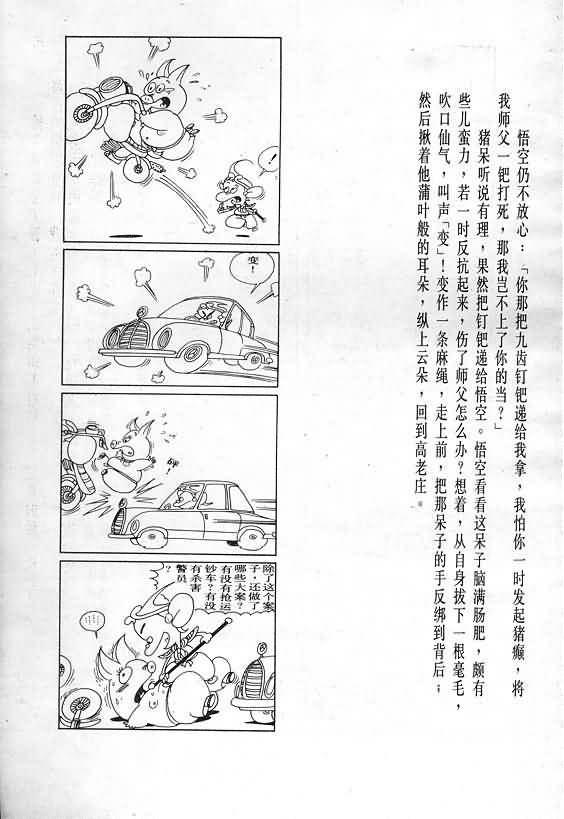 悟空仍不放心：「你那把九齿钉钯递给我拿，我怕你一时发起猪癫，将
我师父一钯打死，那我岂不上了你的当？」
猪呆听说有理，果然把钉钯递给悟空。悟空看看这呆子脑满肠肥，颇有
些儿蛮力，若一时反抗起来，伤了师父怎么办？想着，从自身拔下一根毫毛，
吹口仙气，叫声「变」！变作一条麻绳，走上前，把那呆子的手反绑到背后；
然后揪着他蒲叶般的耳朵，纵上云朵，回到高老庄。
！
变！
除了这个案
子，还做了
哪些大案？
有没有抢运
钞车？有没
有杀害
警员
？